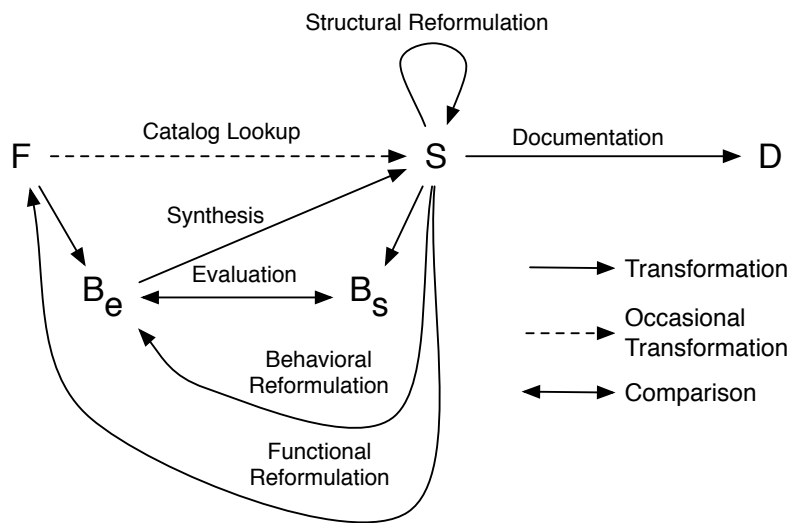 Structural Reformulation
Catalog Lookup
Documentation
F
S
D
Synthesis
Evaluation
Be
Bs
Transformation
Occasional
Transformation
Comparison
Behavioral
Reformulation
Functional
Reformulation